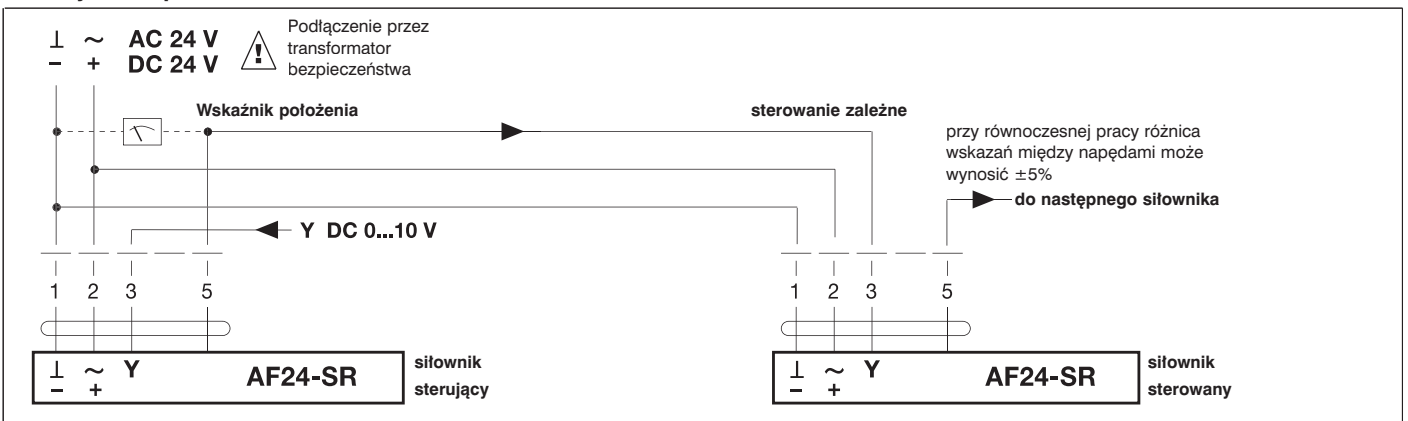 ⊥ ~ AC 24 V
− + DC 24 V
Podłączenie przez
transformator
bezpieczeństwa
Wskaźnik położenia
sterowanie zależne
przy równoczesnej pracy różnica
wskazań między napędami może
wynosić ±5%
do następnego siłownika
Y DC 0...10 V
1 2 3 5
1 2 3 5
⊥ ~ Y
− +
AF24-SR
siłownik
sterujący
⊥ ~ Y
− +
AF24-SR
siłownik
sterowany